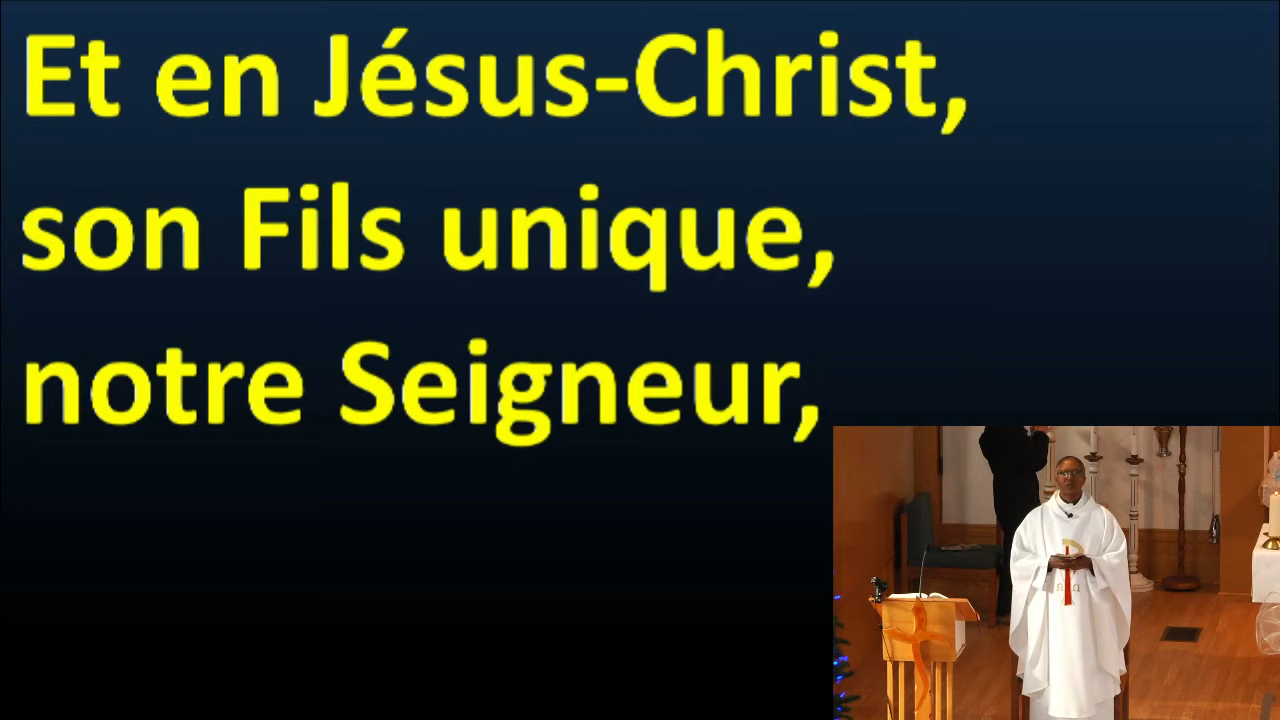 Et en Jésus-Christ,
son Fils unique,
notre Seigneur,